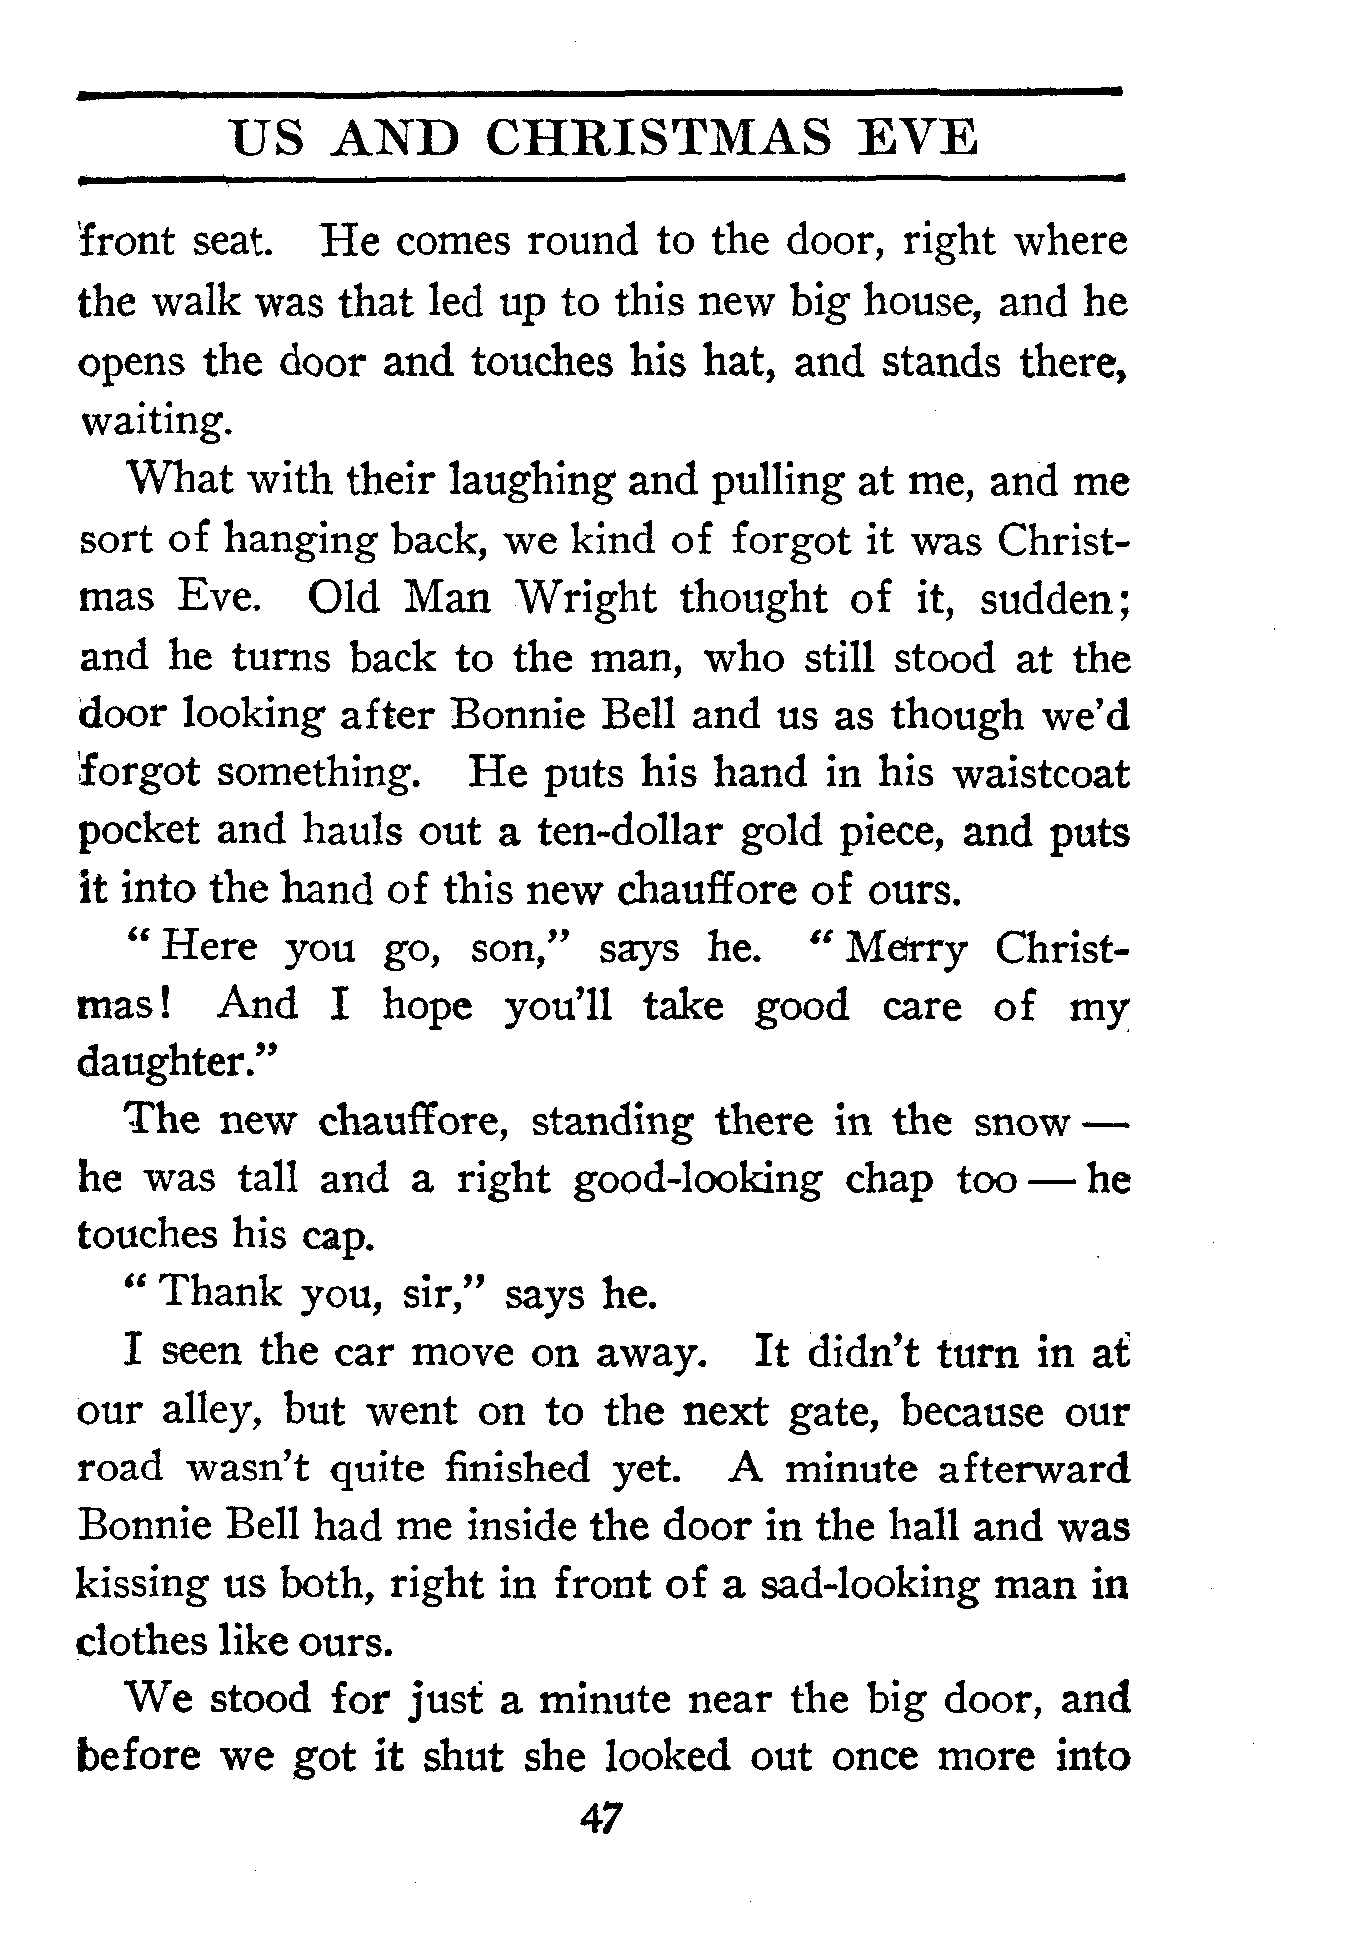 US AND CHRISTMAS EVE
front seat. He comes round to the door, right where
the walk was that led up to this new big house, and he
opens the door and touches his hat, and stands there,
waiting.
What with their laughing and pulling at me, and me
sort of hanging back, we kind of forgot it was Christ-
mas Eve. Old Man Wright thought of it, sudden;
and he turns back to the man, who still stood at the
door looking after Bonnie Bell and us as though we'd
forgot something. He puts his hand in his waistcoat
pocket and hauls out a ten-dollar gold piece, and puts
it into the hand of this new chauffore of ours.
“ Here you go, son,” says he. “ Merry Christ-
mas! And I hope you'll take good care of my
daughter.”
The new chauffore, standing there in the snow —
he was tall and a right good-looking chap too — he
touches his cap.
“ Thank you, sir,” says he.
I seen the car move on away. It didn't turn in at
our alley, but went on to the next gate, because our
road wasn't quite finished yet. A minute afterward
Bonnie Bell had me inside the door in the hall and was
kissing us both, right in front of a sad-looking man in
clothes like ours.
We stood for just a minute near the big door, and
before we got it shut she looked out once more into
47